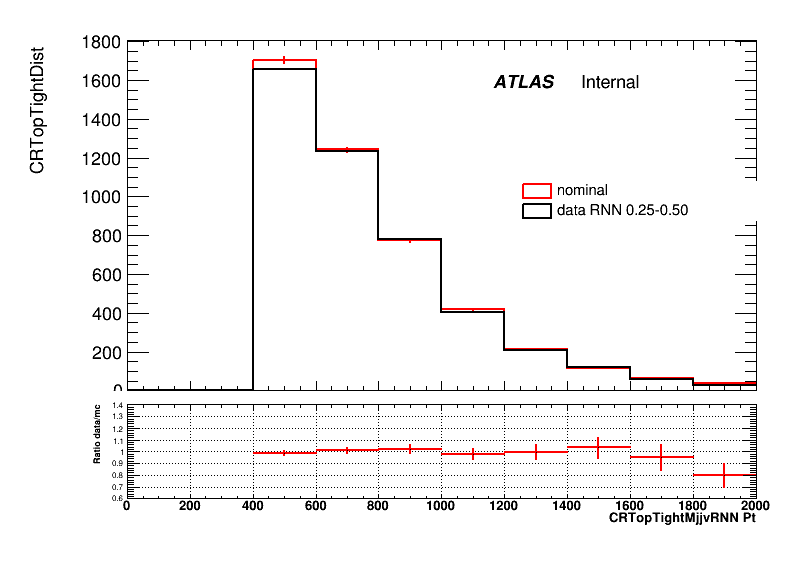 CRTopTightDist
1800
1600
1400
1200
1000
800
600
400
200
0
ATLAS Internal
nominal
data RNN 0.25-0.50
Ratio data/mc
1.4
1.3
1.2
1.1
1
0.9
0.8
0.7
0.6
0 200 400 600 800 1000 1200 1400 1600 1800 2000
CRTopTightMjjvRNN Pt